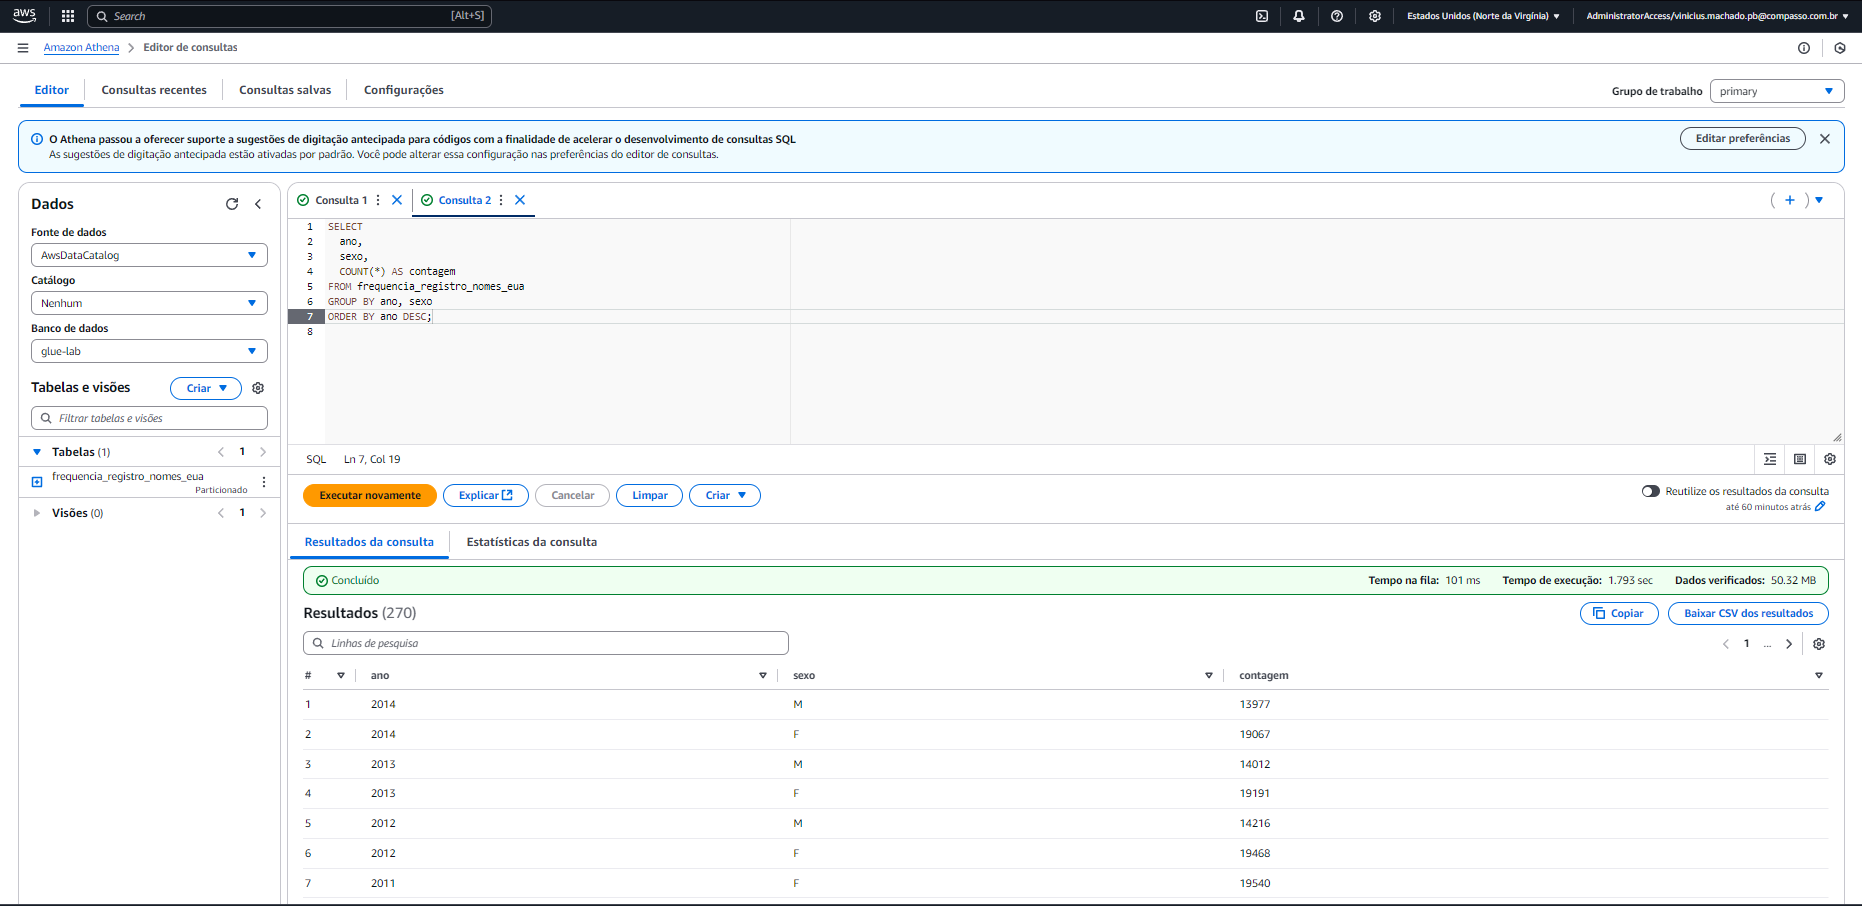 aws Search [Alt+S] Estados Unidos (Norte da Virgínia) AdministratorAccess/vinicius.machado.pb@compasso.com.br
Amazon Athena Editor de consultas
Editor Consultas recentes Consultas salvas Configurações Grupo de trabalho primary
O Athena passou a oferecer suporte a sugestões de digitação antecipada para códigos com a finalidade de acelerar o desenvolvimento de consultas SQL
As sugestões de digitação antecipada estão ativadas por padrão. Você pode alterar essa configuração nas preferências do editor de consultas.
Editar preferências
Dados
Fonte de dados
AwsDataCatalog
Catálogo
Nenhum
Banco de dados
glue-lab
Tabelas e visões Criar
Filtrar tabelas e visões
Tabelas (1) 1
frequencia_registro_nomes_eua
Particionado
Visões (0) 1
Consulta 1 Consulta 2
1 SELECT
2 ano,
3 sexo,
4 COUNT(*) AS contagem
5 FROM frequencia_registro_nomes_eua
6 GROUP BY ano, sexo
7 ORDER BY ano DESC;
8
SQL Ln 7, Col 19
Executar novamente Explicar Cancelar Limpar Criar
Reutilize os resultados da consulta
até 60 minutos atrás
Resultados da consulta Estatísticas da consulta
Concluído Tempo na fila: 101 ms Tempo de execução: 1.793 sec Dados verificados: 50.32 MB
Resultados (270) Copiar Baixar CSV dos resultados
Linhas de pesquisa 1 ...
# ano sexo contagem
1 2014 M 13977
2 2014 F 19067
3 2013 M 14012
4 2013 F 19191
5 2012 M 14216
6 2012 F 19468
7 2011 F 19540